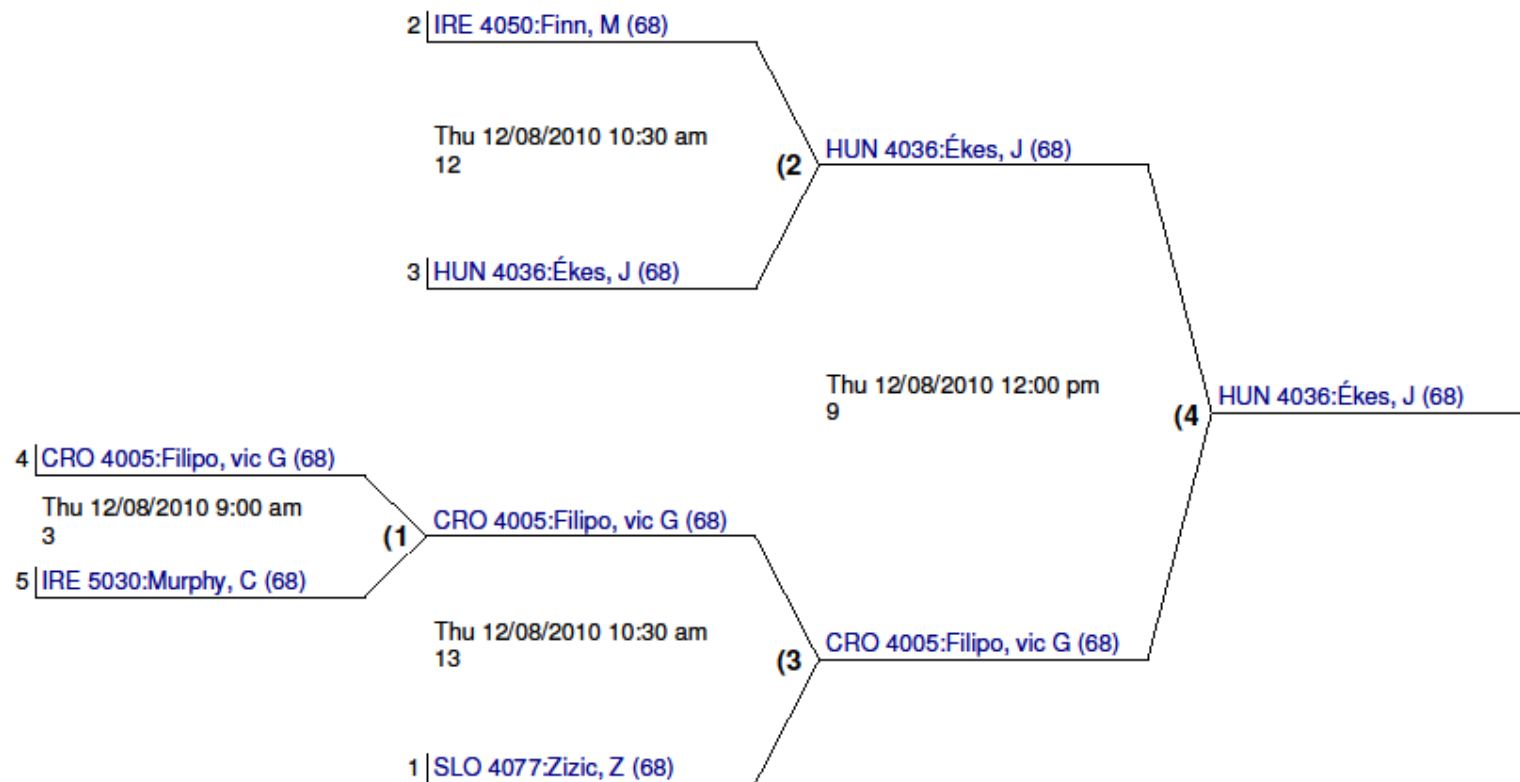 2 IRE 4050:Finn, M (68)
Thu 12/08/2010 10:30 am
12
(2
HUN 4036:Ékes, J (68)
3 HUN 4036:Ékes, J (68)
Thu 12/08/2010 12:00 pm
9
(4
HUN 4036:Ékes, J (68)
4 CRO 4005:Filipo, vic G (68)
Thu 12/08/2010 9:00 am
3
(1
CRO 4005:Filipo, vic G (68)
5 IRE 5030:Murphy, C (68)
Thu 12/08/2010 10:30 am
13
(3
CRO 4005:Filipo, vic G (68)
1 SLO 4077:Zizic, Z (68)